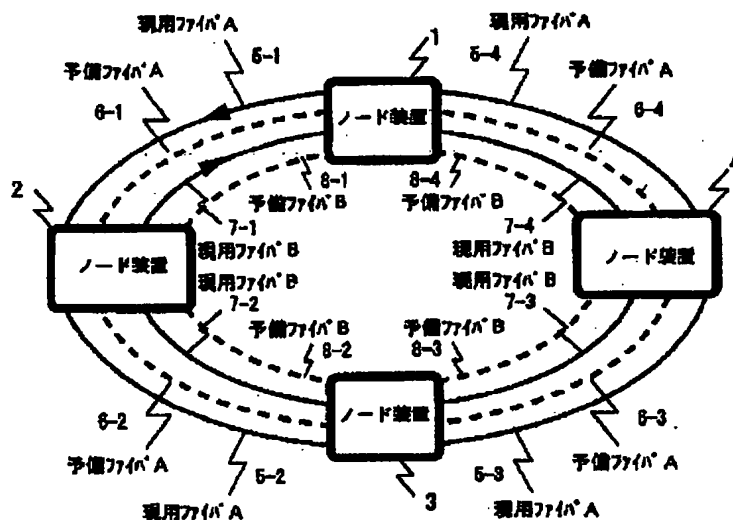 現用ファイバA
1
現用ファイバA
5-1
5-4
予備ファイバA
予備ファイバA
6-1
6-4
ノード装置
2
8-1
8-4
予備ファイバB
予備ファイバB
7-1
7-4
ノード装置
現用ファイバB
現用ファイバB
ノード装置
現用ファイバB
現用ファイバB
7-2
7-3
予備ファイバB
予備ファイバB
8-2
8-3
6-2
ノード装置
6-3
予備ファイバA
予備ファイバA
5-2
3
5-3
現用ファイバA
現用ファイバA